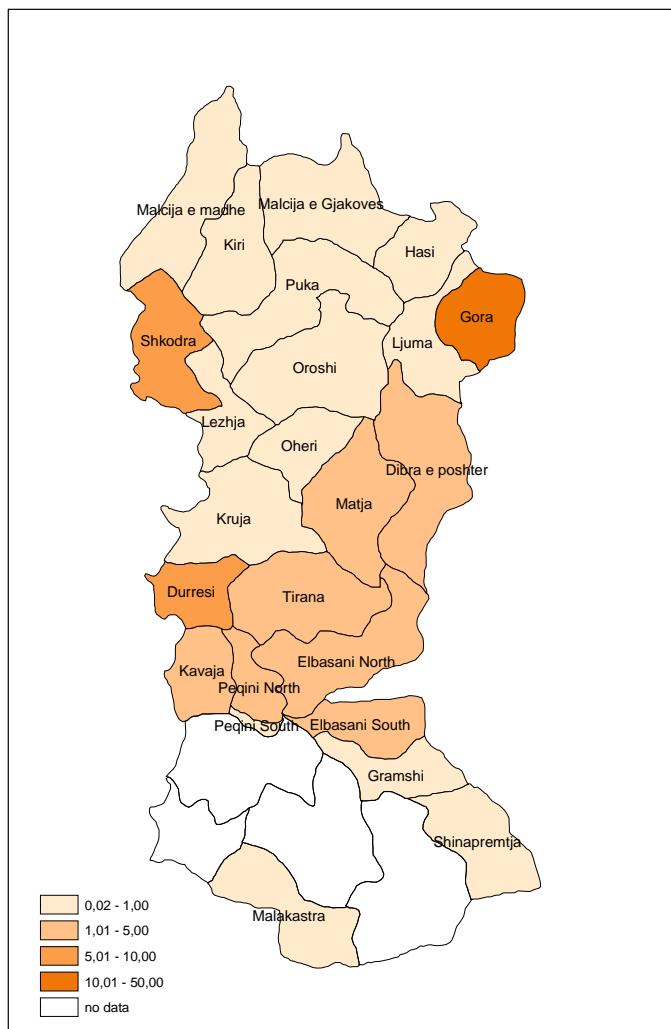 Malcija e madhe
Malcija e Gjakoves
Kiri
Hasi
Puka
Gora
Shkodra
Ljuma
Oroshi
Lezhja
Oheri
Dibra e poshter
Matja
Kruja
Durresi
Tirana
Elbasani North
Kavaja
Peqini North
Peqini South
Elbasani South
Gramshi
Shinapremtja
Malakastra
0,02 - 1,00
1,01 - 5,00
5,01 - 10,00
10,01 - 50,00
no data